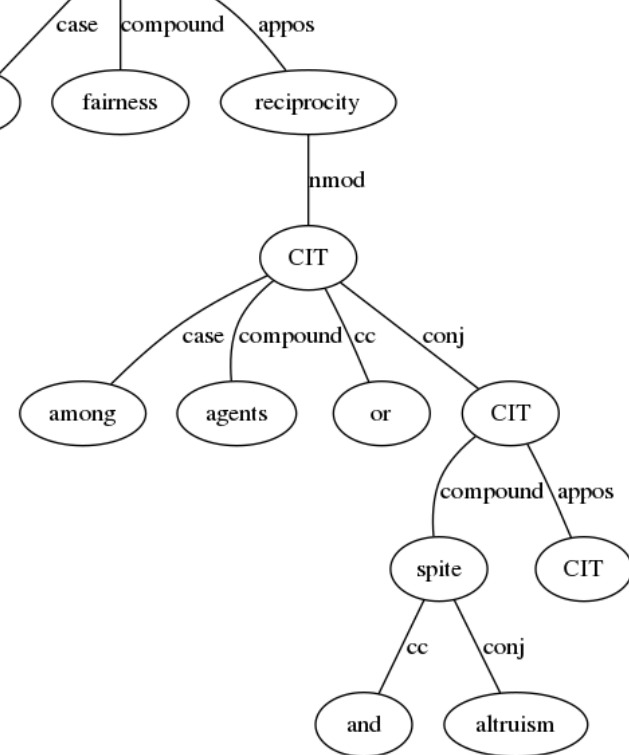 case compound appos
fairness reciprocity
nmod
CIT
case compound cc conj
among agents or CIT
compound appos
spite CIT
cc conj
and altruism